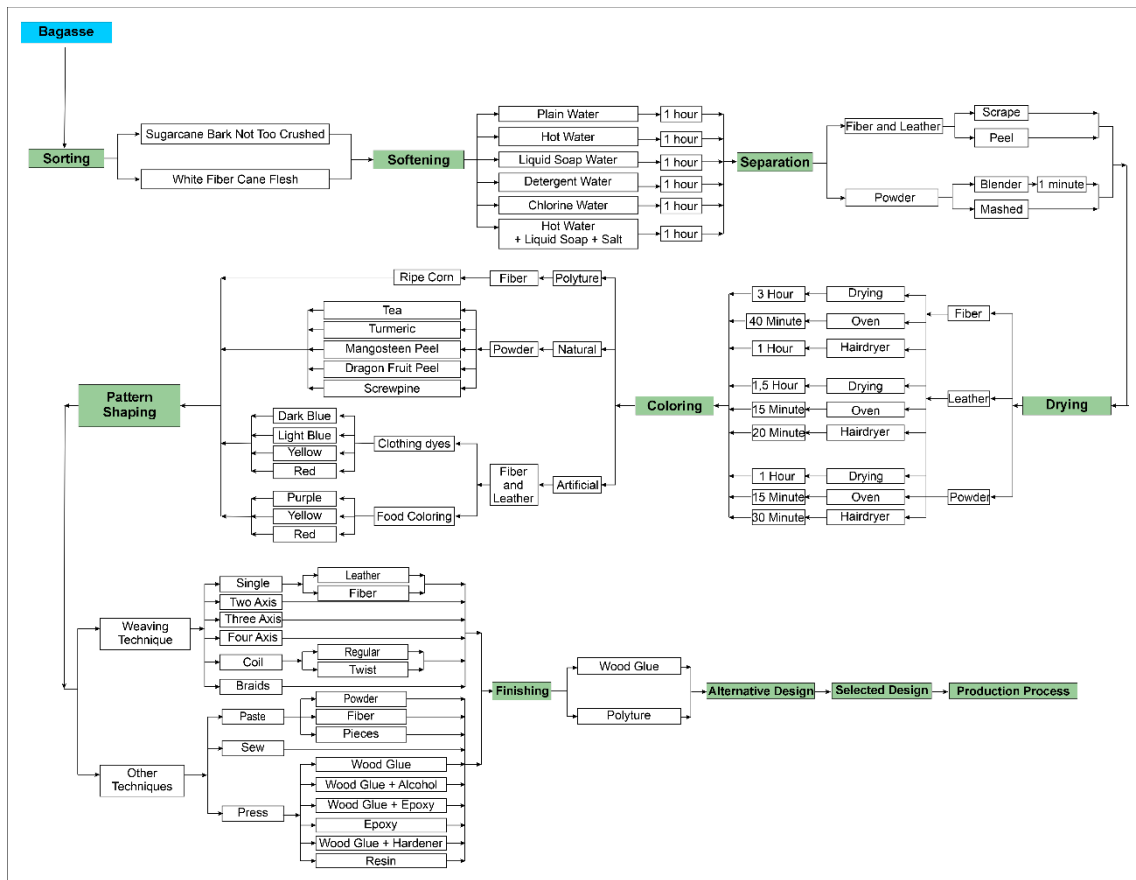 Bagasse
Sorting
Sugarcane Bark Not Too Crushed
White Fiber Cane Flesh
Softening
Plain Water
1 hour
Hot Water
1 hour
Liquid Soap Water
1 hour
Detergent Water
1 hour
Chlorine Water
1 hour
Hot Water
+ Liquid Soap + Salt
1 hour
Separation
Fiber and Leather
Scrape
Peel
Powder
Blender
1 minute
Mashed
Drying
Fiber
Drying
3 Hour
Oven
40 Minute
Hairdryer
1 Hour
Leather
Drying
1,5 Hour
Oven
15 Minute
Hairdryer
20 Minute
Powder
Drying
1 Hour
Oven
15 Minute
Hairdryer
30 Minute
Coloring
Polyture
Fiber
Ripe Corn
Natural
Powder
Tea
Turmeric
Mangosteen Peel
Dragon Fruit Peel
Screwpine
Artificial
Fiber
and
Leather
Clothing dyes
Dark Blue
Light Blue
Yellow
Red
Food Coloring
Purple
Yellow
Red
Pattern
Shaping
Weaving
Technique
Single
Leather
Fiber
Two Axis
Three Axis
Four Axis
Coil
Regular
Twist
Braids
Other
Techniques
Paste
Powder
Fiber
Pieces
Sew
Press
Wood Glue
Wood Glue + Alcohol
Wood Glue + Epoxy
Epoxy
Wood Glue + Hardener
Resin
Finishing
Wood Glue
Polyture
Alternative Design
Selected Design
Production Process